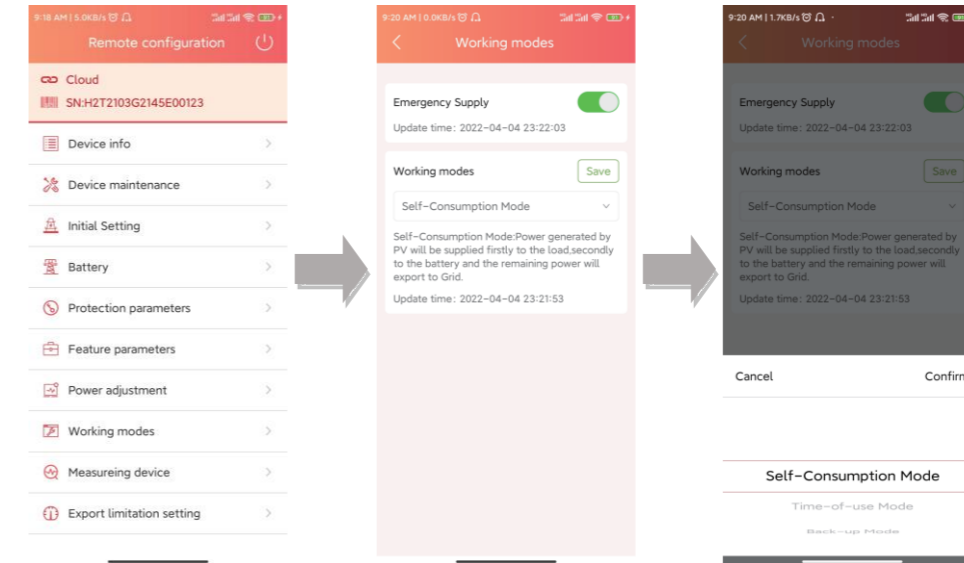 9:18 AM | 5.0KB/s
Remote configuration
Cloud
SN:H2T2103G2145E00123
Device info
Device maintenance
Initial Setting
Battery
Protection parameters
Feature parameters
Power adjustment
Working modes
Measureing device
Export limitation setting
9:20 AM | 0.0KB/s
Working modes
Emergency Supply
Update time: 2022-04-04 23:22:03
Working modes
Save
Self-Consumption Mode
Self-Consumption Mode:Power generated by
PV will be supplied firstly to the load,secondly
to the battery and the remaining power will
export to Grid.
Update time: 2022-04-04 23:21:53
9:20 AM | 1.7KB/s
Working modes
Emergency Supply
Update time: 2022-04-04 23:22:03
Working modes
Save
Self-Consumption Mode
Self-Consumption Mode:Power generated by
PV will be supplied firstly to the load,secondly
to the battery and the remaining power will
export to Grid.
Update time: 2022-04-04 23:21:53
Cancel
Confirm
Self-Consumption Mode
Time-of-use Mode
Back-up Mode